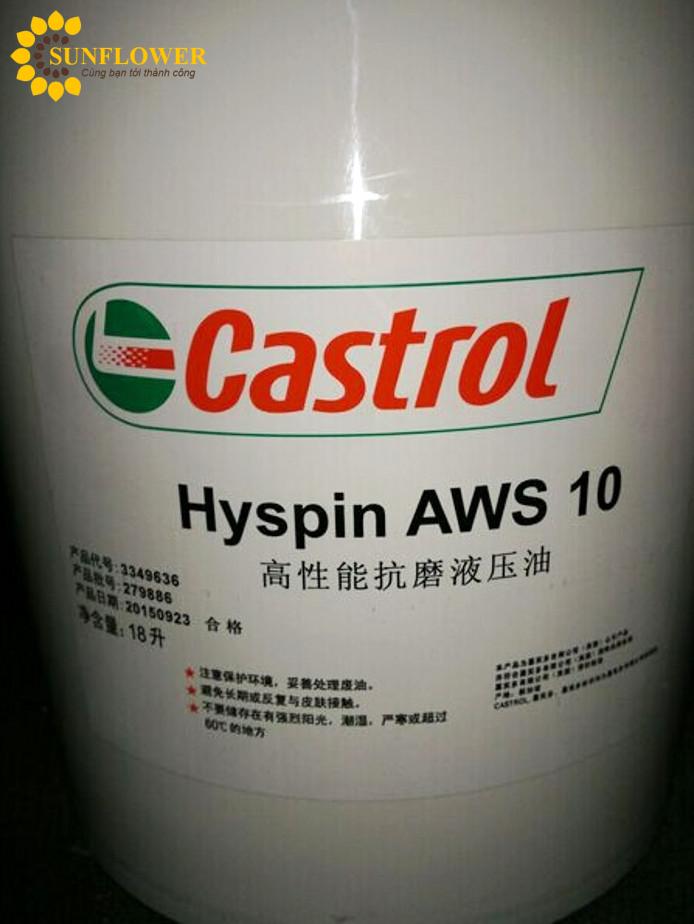 SUNFLOWER
Cùng bạn tới thành công
Castrol
Hyspin AWS 10
高性能抗磨液压油
产品代号:3349636
产品批号:279886
产品日期:20150923 合格
净含量:18升
★ 注意保护环境，妥善处理废油。
★ 避免长期或反复与皮肤接触。
★ 不要储存在有强烈阳光，潮湿，严寒或超过
60℃的地方
CASTROL,